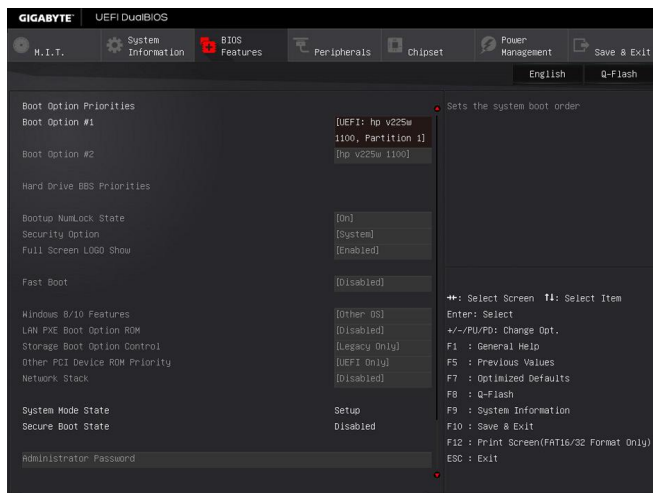 GIGABYTE™ UEFI DualBIOS
M.I.T.
System Information
BIOS Features
Peripherals
Chipset
Power Management
Save & Exit
English Q-Flash
Boot Option Priorities
Boot Option #1 [UEFI: hp v225w
1100, Partition 1]
Boot Option #2 [hp v225w 1100]
Hard Drive BBS Priorities
Bootup NumLock State [On]
Security Option [System]
Full Screen LOGO Show [Enabled]
Fast Boot [Disabled]
Windows 8/10 Features [Other OS]
LAN PXE Boot Option ROM [Disabled]
Storage Boot Option Control [Legacy Only]
Other PCI Device ROM Priority [UEFI Only]
Network Stack [Disabled]
System Mode State Setup
Secure Boot State Disabled
Administrator Password
Sets the system boot order
→←: Select Screen ↑↓: Select Item
Enter: Select
+/-/PU/PD: Change Opt.
F1 : General Help
F5 : Previous Values
F7 : Optimized Defaults
F8 : Q-Flash
F9 : System Information
F10 : Save & Exit
F12 : Print Screen(FAT16/32 Format Only)
ESC : Exit